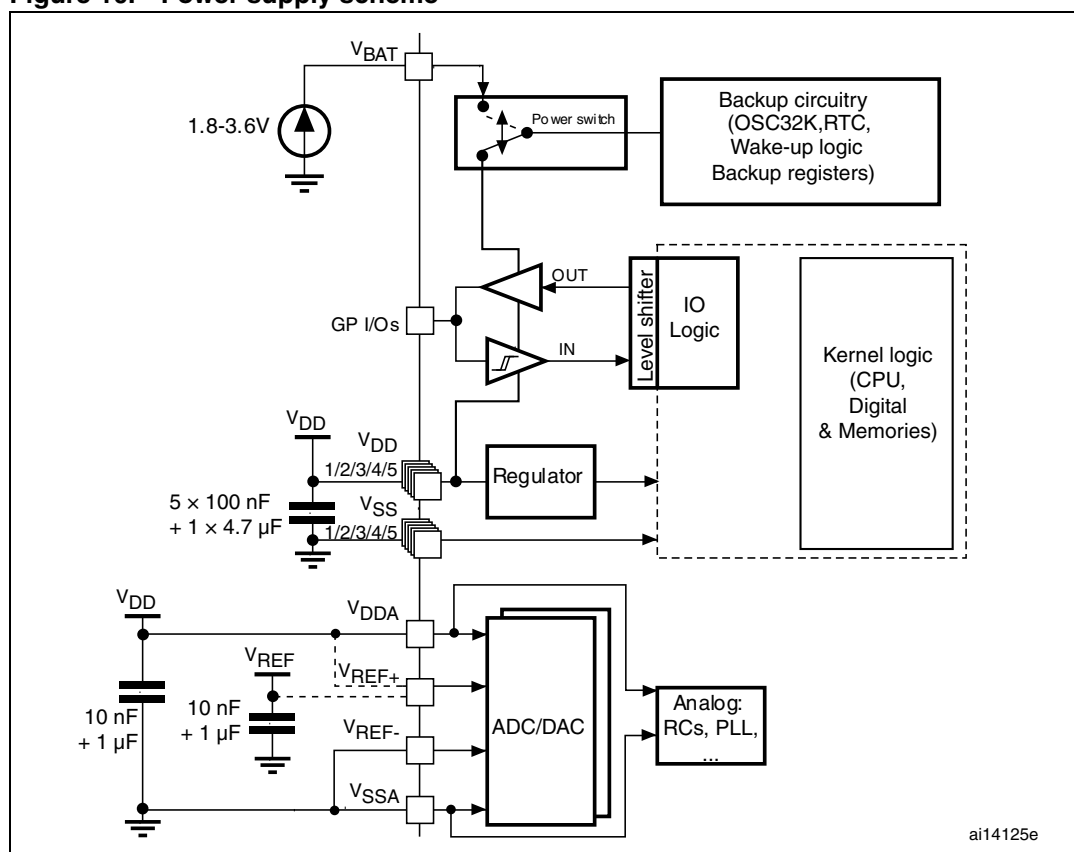 Figure Power supply scheme
VBAT
1.8-3.6V
Power switch
Backup circuitry
(OSC32K,RTC,
Wake-up logic
Backup registers)
GP I/Os
OUT
IN
Level shifter
IO
Logic
Kernel logic
(CPU,
Digital
& Memories)
VDD
VDD
1/2/3/4/5
Regulator
5 × 100 nF
+ 1 × 4.7 µF
VSS
1/2/3/4/5
VDD
VDDA
VREF
VREF+
10 nF
+ 1 µF
10 nF
+ 1 µF
VREF-
VSSA
ADC/DAC
Analog:
RCs, PLL,
...
ai14125e